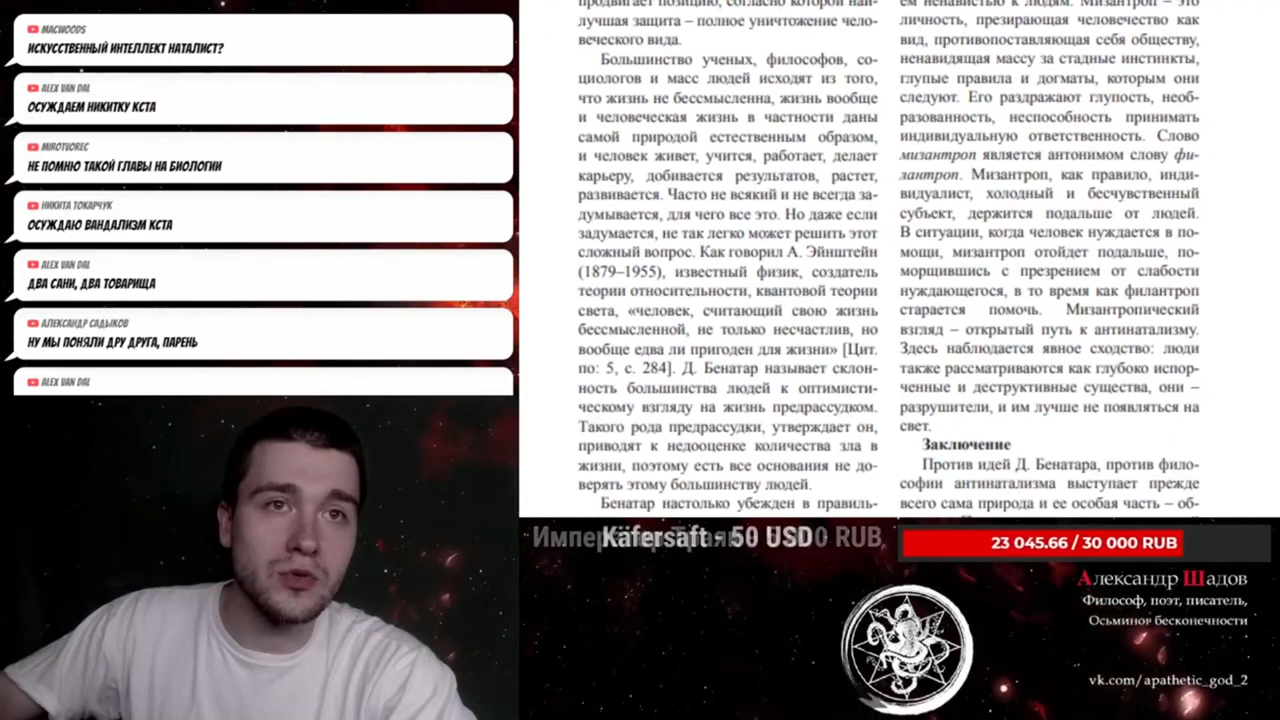 MACWOODS
ИСКУССТВЕННЫЙ ИНТЕЛЛЕКТ НАТАЛИСТ?
ALEX VAN DAL
ОСУЖДАЕМ НИКИТКУ КСТА
MIROTVOREC
НЕ ПОМНЮ ТАКОЙ ГЛАВЫ НА БИОЛОГИИ
НИКИТА ТОКАРЧУК
ОСУЖДАЮ ВАНДАЛИЗМ КСТА
ALEX VAN DAL
ДВА САНИ, ДВА ТОВАРИЩА
АЛЕКСАНДР САДЫКОВ
НУ МЫ ПОНЯЛИ ДРУ ДРУГА, ПАРЕНЬ
ALEX VAN DAL
продвигает позицию, согласно которой наи-
лучшая защита – полное уничтожение чело-
веческого вида.
Большинство ученых, философов, со-
циологов и масс людей исходят из того,
что жизнь не бессмысленна, жизнь вообще
и человеческая жизнь в частности даны
самой природой естественным образом,
и человек живет, учится, работает, делает
карьеру, добивается результатов, растет,
развивается. Часто не всякий и не всегда за-
думывается, для чего все это. Но даже если
задумается, не так легко может решить этот
сложный вопрос. Как говорил А. Эйнштейн
(1879–1955), известный физик, создатель
теории относительности, квантовой теории
света, «человек, считающий свою жизнь
бессмысленной, не только несчастлив, но
вообще едва ли пригоден для жизни» [Цит.
по: 5, с. 284]. Д. Бенатар называет склон-
ность большинства людей к оптимисти-
ческому взгляду на жизнь предрассудком.
Такого рода предрассудки, утверждает он,
приводят к недооценке количества зла в
жизни, поэтому есть все основания не до-
верять этому большинству людей.
Бенатар настолько убежден в правиль-
ем ненавистью к людям. Мизантроп – это
личность, презирающая человечество как
вид, противопоставляющая себя обществу,
ненавидящая массу за стадные инстинкты,
глупые правила и догматы, которым они
следуют. Его раздражают глупость, необ-
разованность, неспособность принимать
индивидуальную ответственность. Слово
мизантроп является антонимом слову фи-
лантроп. Мизантроп, как правило, инди-
видуалист, холодный и бесчувственный
субъект, держится подальше от людей.
В ситуации, когда человек нуждается в по-
мощи, мизантроп отойдет подальше, по-
морщившись с презрением от слабости
нуждающегося, в то время как филантроп
старается помочь. Мизантропический
взгляд – открытый путь к антинатализму.
Здесь наблюдается явное сходство: люди
также рассматриваются как глубоко испор-
ченные и деструктивные существа, они –
разрушители, и им лучше не появляться на
свет.
Заключение
Против идей Д. Бенатара, против фило-
софии антинатализма выступает прежде
всего сама природа и ее особая часть – об-
Käfersaft - 50 USD
RUB
23 045.66 / 30 000 RUB
Александр Шадов
Философ, поэт, писатель,
Осьминог бесконечности
vk.com/apathetic_god_2